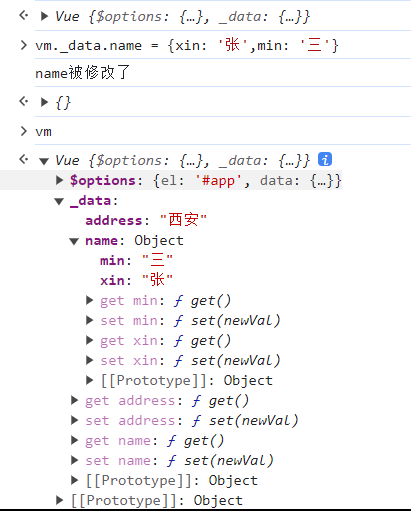 Vue {$options: {…}, _data: {…}}
vm._data.name = {xin: '张',min: '三'}
name被修改了
{}
vm
Vue {$options: {…}, _data: {…}} i
$options: {el: '#app', data: {…}}
_data:
address: "西安"
name: Object
min: "三"
xin: "张"
get min: ƒ get()
set min: ƒ set(newVal)
get xin: ƒ get()
set xin: ƒ set(newVal)
[[Prototype]]: Object
get address: ƒ get()
set address: ƒ set(newVal)
get name: ƒ get()
set name: ƒ set(newVal)
[[Prototype]]: Object
[[Prototype]]: Object